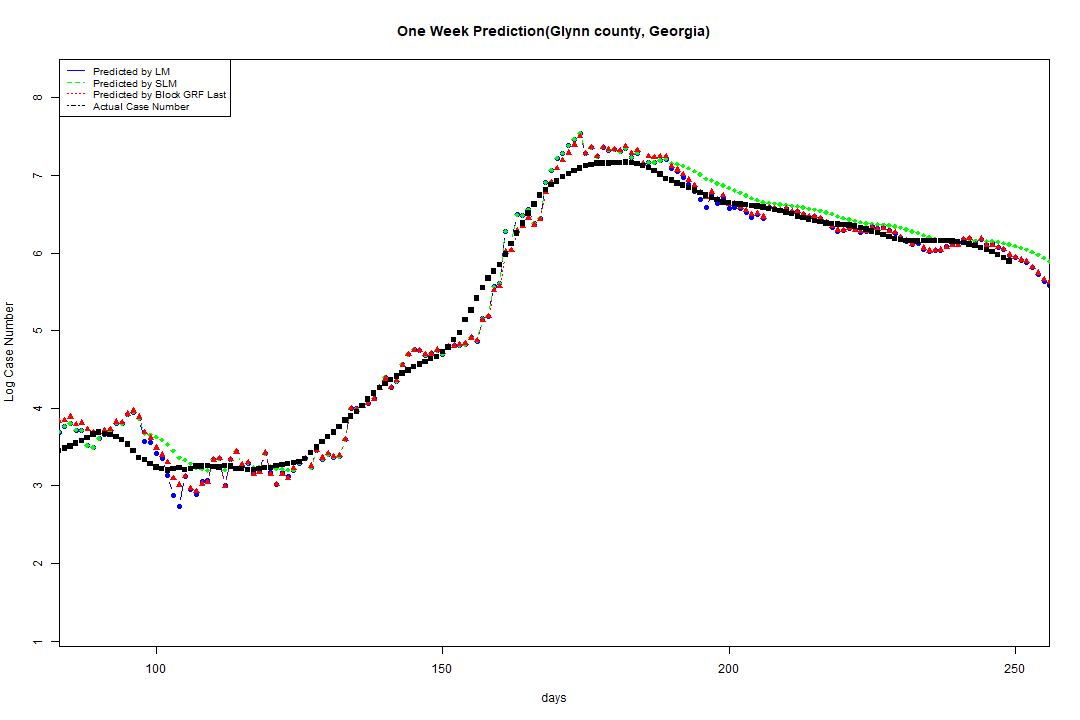 One Week Prediction(Glynn county, Georgia)
Predicted by LM
Predicted by SLM
Predicted by Block GRF Last
Actual Case Number
8
7
6
5
4
3
2
1
Log Case Number
100 150 200 250
days